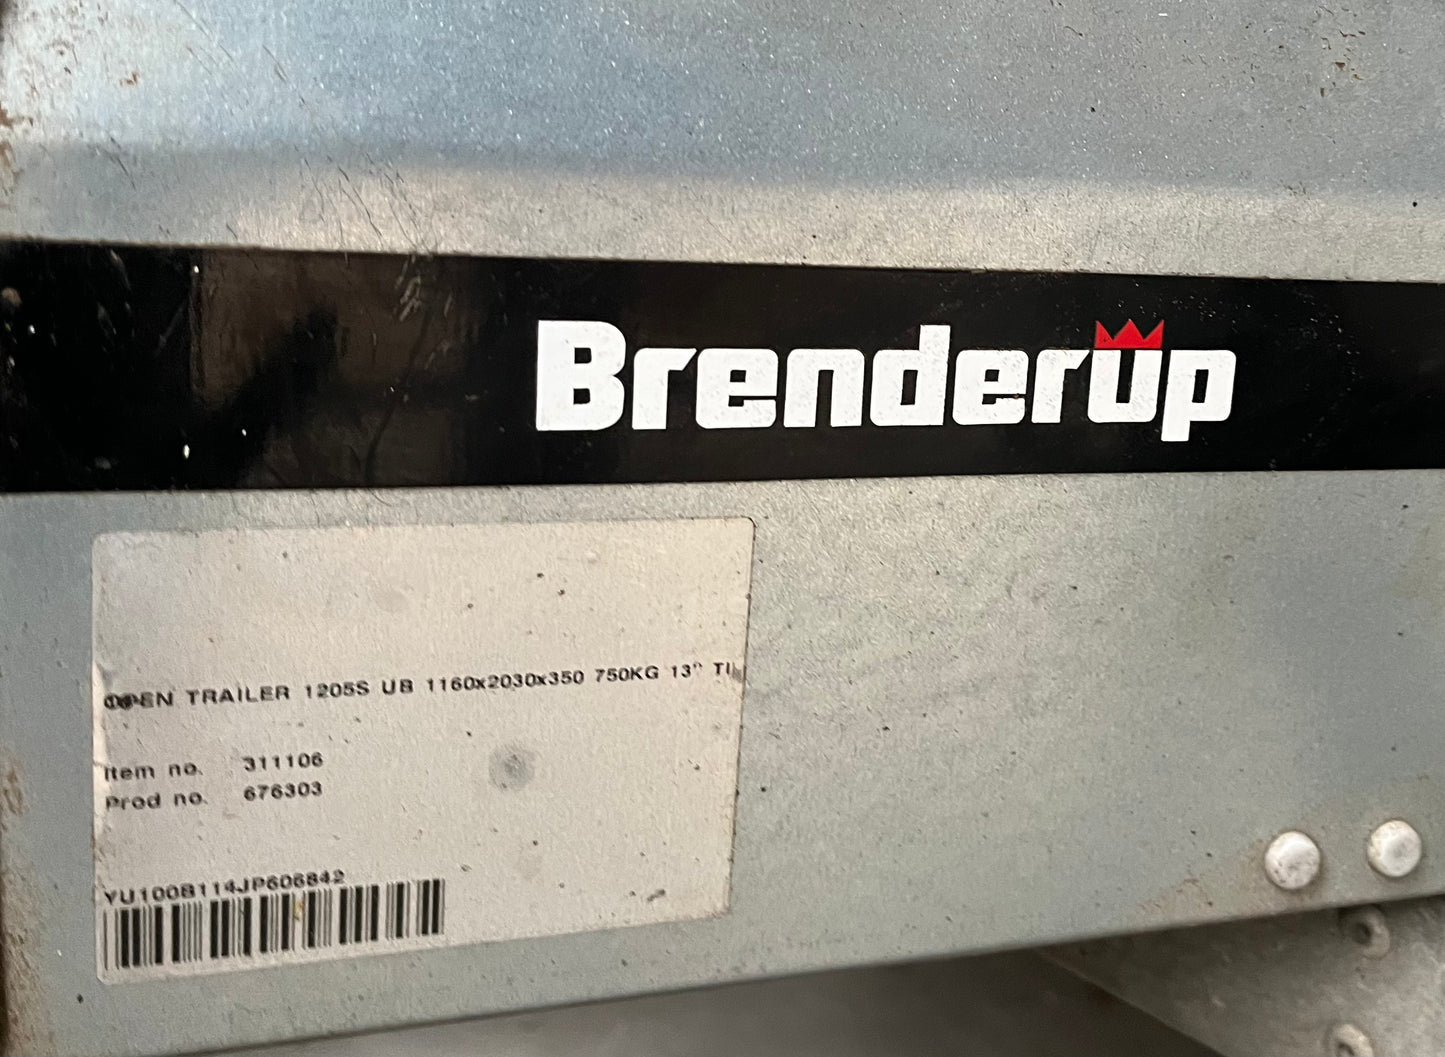 Brenderup
OPEN TRAILER 1205S UB 1160x2030x350 750KG 13"
Item no. 311106
Prod no. 676303
YU100B114JP606842